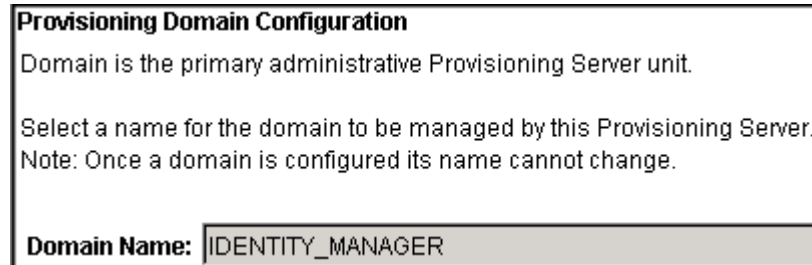 Provisioning Domain Configuration
Domain is the primary administrative Provisioning Server unit.
Select a name for the domain to be managed by this Provisioning Server.
Note: Once a domain is configured its name cannot change.
Domain Name: IDENTITY_MANAGER